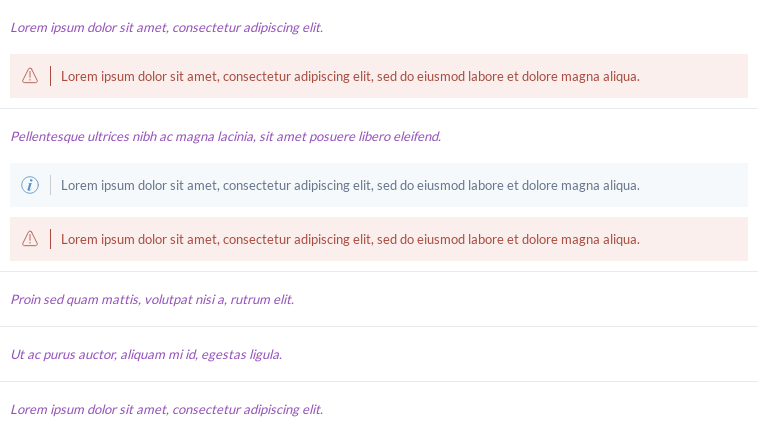 Lorem ipsum dolor sit amet, consectetur adipiscing elit.
Lorem ipsum dolor sit amet, consectetur adipiscing elit, sed do eiusmod labore et dolore magna aliqua.
Pellentesque ultrices nibh ac magna lacinia, sit amet posuere libero eleifend.
Lorem ipsum dolor sit amet, consectetur adipiscing elit, sed do eiusmod labore et dolore magna aliqua.
Lorem ipsum dolor sit amet, consectetur adipiscing elit, sed do eiusmod labore et dolore magna aliqua.
Proin sed quam mattis, volutpat nisi a, rutrum elit.
Ut ac purus auctor, aliquam mi id, egestas ligula.
Lorem ipsum dolor sit amet, consectetur adipiscing elit.